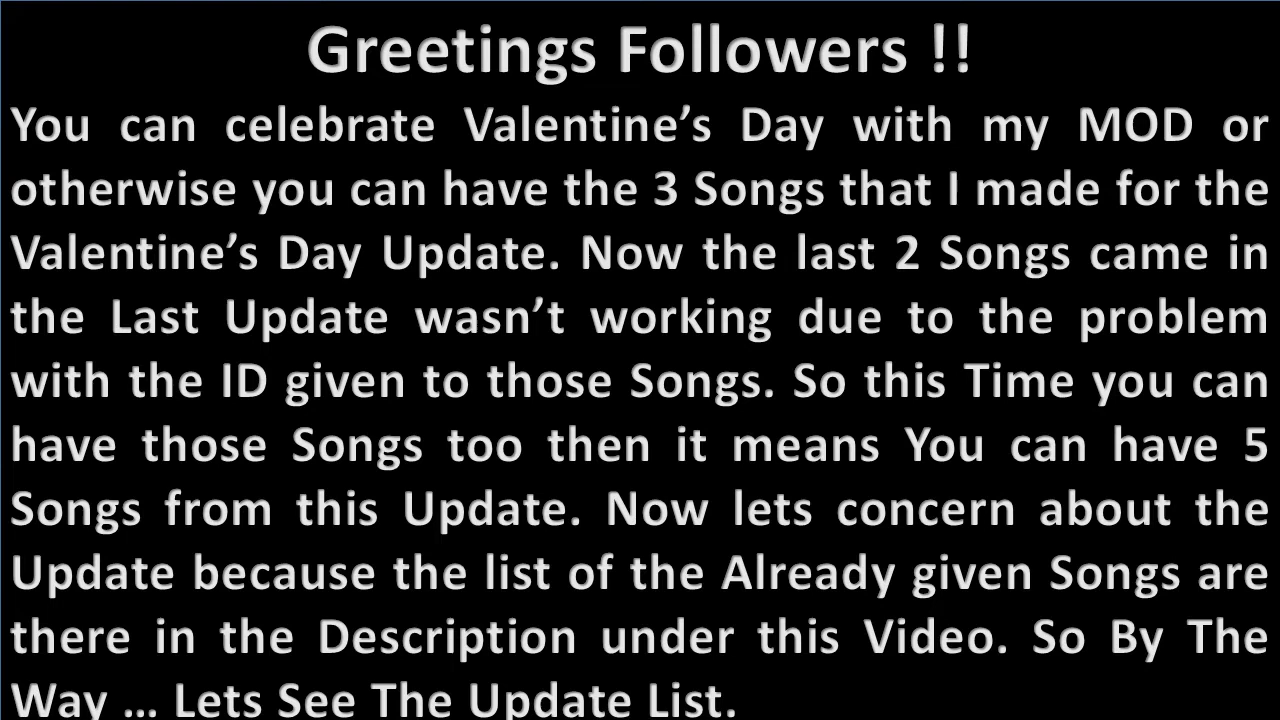 Greetings Followers !!
You can celebrate Valentine’s Day with my MOD or
otherwise you can have the 3 Songs that I made for the
Valentine’s Day Update. Now the last 2 Songs came in
the Last Update wasn’t working due to the problem
with the ID given to those Songs. So this Time you can
have those Songs too then it means You can have 5
Songs from this Update. Now lets concern about the
Update because the list of the Already given Songs are
there in the Description under this Video. So By The
Way … Lets See The Update List.